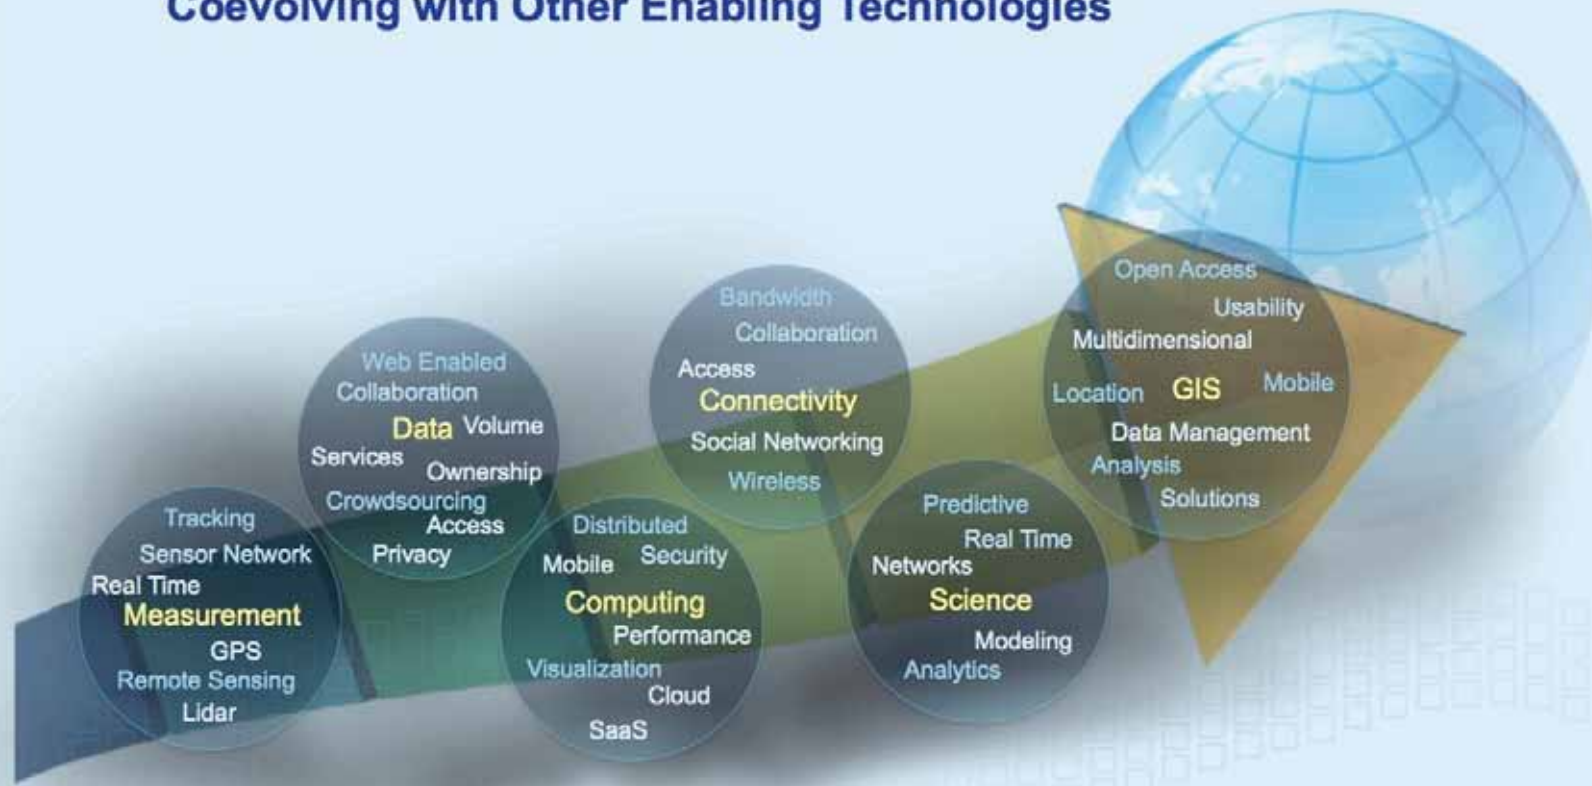 Coevolving with Other Enabling Technologies
Tracking
Sensor Network
Real Time
Measurement
GPS
Remote Sensing
Lidar
Web Enabled
Collaboration
Data Volume
Services
Ownership
Crowdsourcing
Access
Privacy
Distributed
Mobile Security
Computing
Performance
Visualization
Cloud
SaaS
Bandwidth
Collaboration
Access
Connectivity
Social Networking
Wireless
Predictive
Real Time
Networks
Science
Modeling
Analytics
Open Access
Usability
Multidimensional
Location GIS Mobile
Data Management
Analysis
Solutions